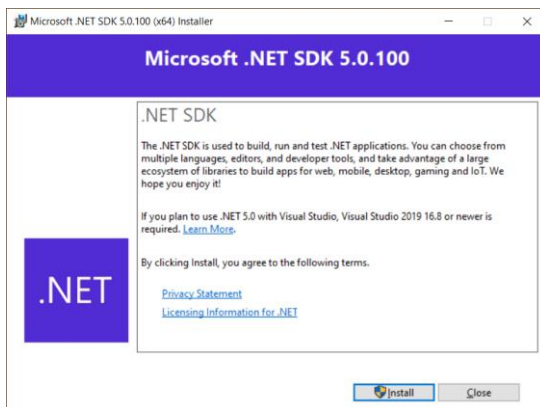 Microsoft .NET SDK 5.0.100 (x64) Installer
Microsoft .NET SDK 5.0.100
.NET SDK
The .NET SDK is used to build, run and test .NET applications. You can choose from
multiple languages, editors, and developer tools, and take advantage of a large
ecosystem of libraries to build apps for web, mobile, desktop, gaming and IoT. We
hope you enjoy it!
If you plan to use .NET 5.0 with Visual Studio, Visual Studio 2019 16.8 or newer is
required. Learn More.
By clicking Install, you agree to the following terms.
.NET
Privacy Statement
Licensing Information for .NET
Install
Close